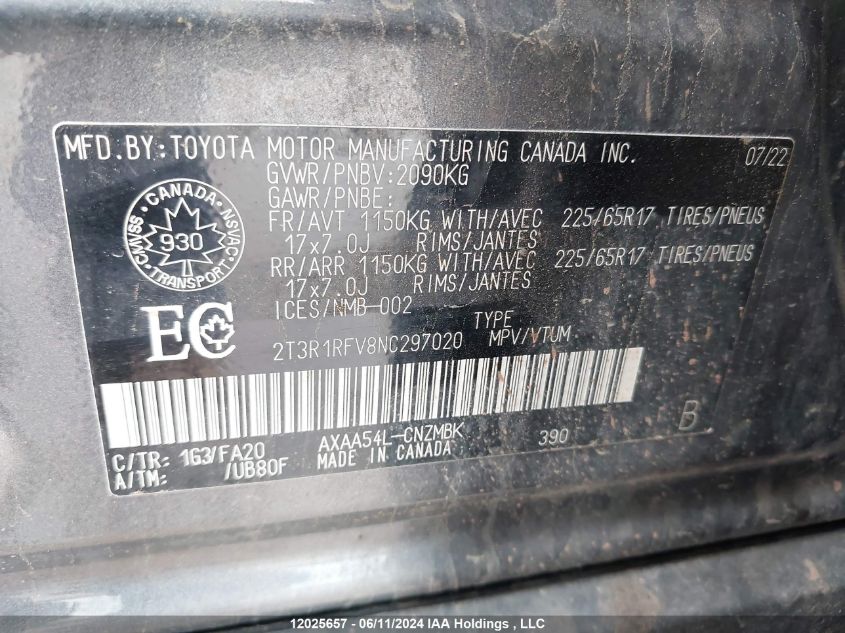 MFD.BY:TOYOTA MOTOR MANUFACTURING CANADA INC. 07/22
GVWR/PNBV:2090KG
GAWR/PNBE:
FR/AVT 1150KG WITH/AVEC 225/65R17 TIRES/PNEUS
17x7.0J RIMS/JANTES
RR/ARR 1150KG WITH/AVEC 225/65R17 TIRES/PNEUS
17x7.0J RIMS/JANTES
ICES/NMB-002
CANADA
CMVSS 930 NSVAC
TRANSPORT
EC
TYPE
2T3R1RFV8NC297020 MPV/VTUM
B
C/TR: 1G3/FA20 AXAA54L-CNZMBK 390
A/TM: /UB80F MADE IN CANADA
12025657 - 06/11/2024 IAA Holdings , LLC